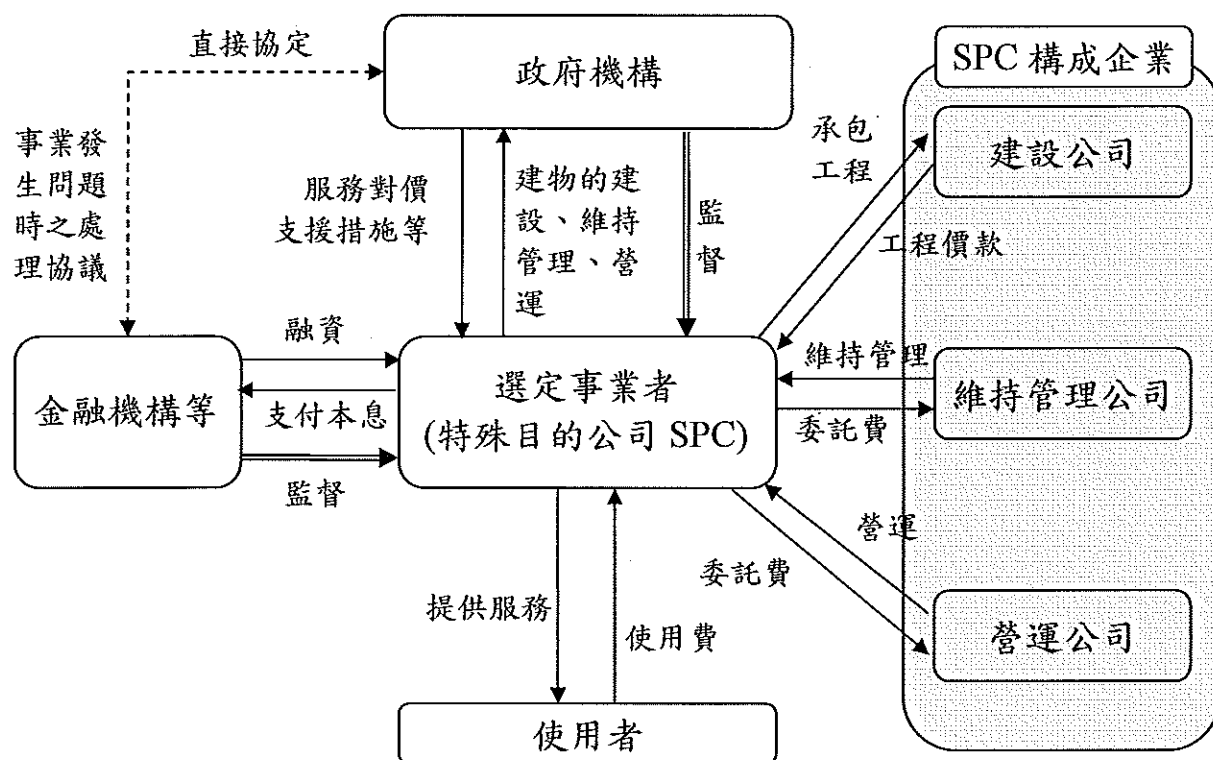 直接協定
政府機構
SPC 構成企業
事業發
生問題
時之處
理協議
服務對價
支援措施等
建物的建
設、維持
管理、營
運
監
督
承包
工程
建設公司
工程價款
融資
金融機構等
支付本息
監督
選定事業者
(特殊目的公司 SPC)
維持管理
委託費
維持管理公司
營運
委託費
營運公司
提供服務
使用費
使用者